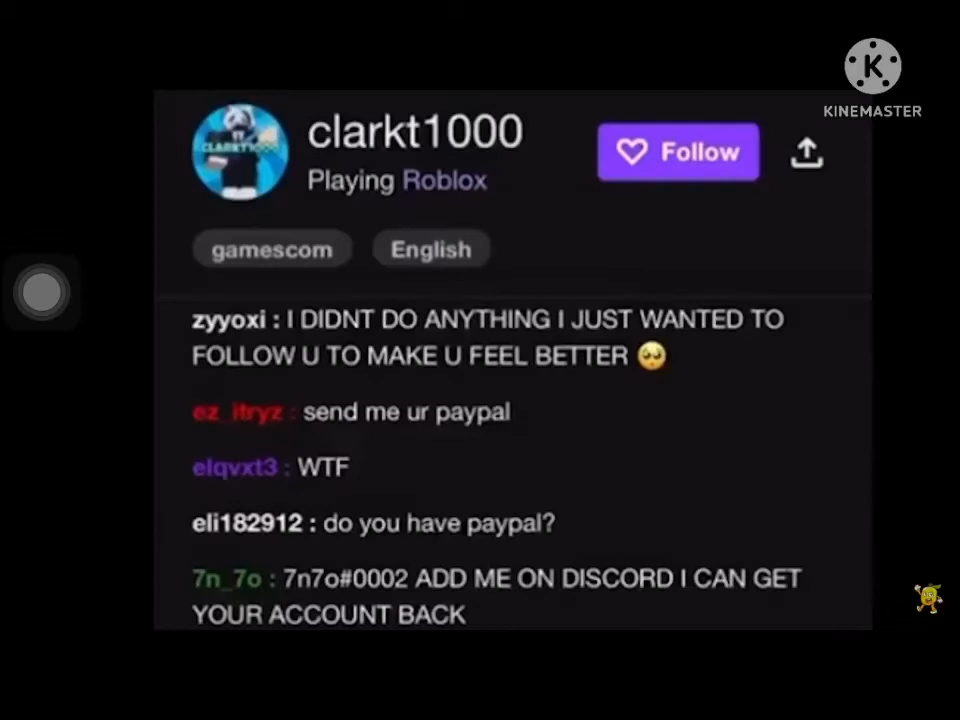 K
KINEMASTER
CLARKT1000
clarkt1000
Follow
Playing Roblox
gamescom
English
zyyoxi : I DIDNT DO ANYTHING I JUST WANTED TO
FOLLOW U TO MAKE U FEEL BETTER 🥺
ez_itryz : send me ur paypal
elqvxt3 : WTF
eli182912 : do you have paypal?
7n_7o : 7n7o#0002 ADD ME ON DISCORD I CAN GET
YOUR ACCOUNT BACK